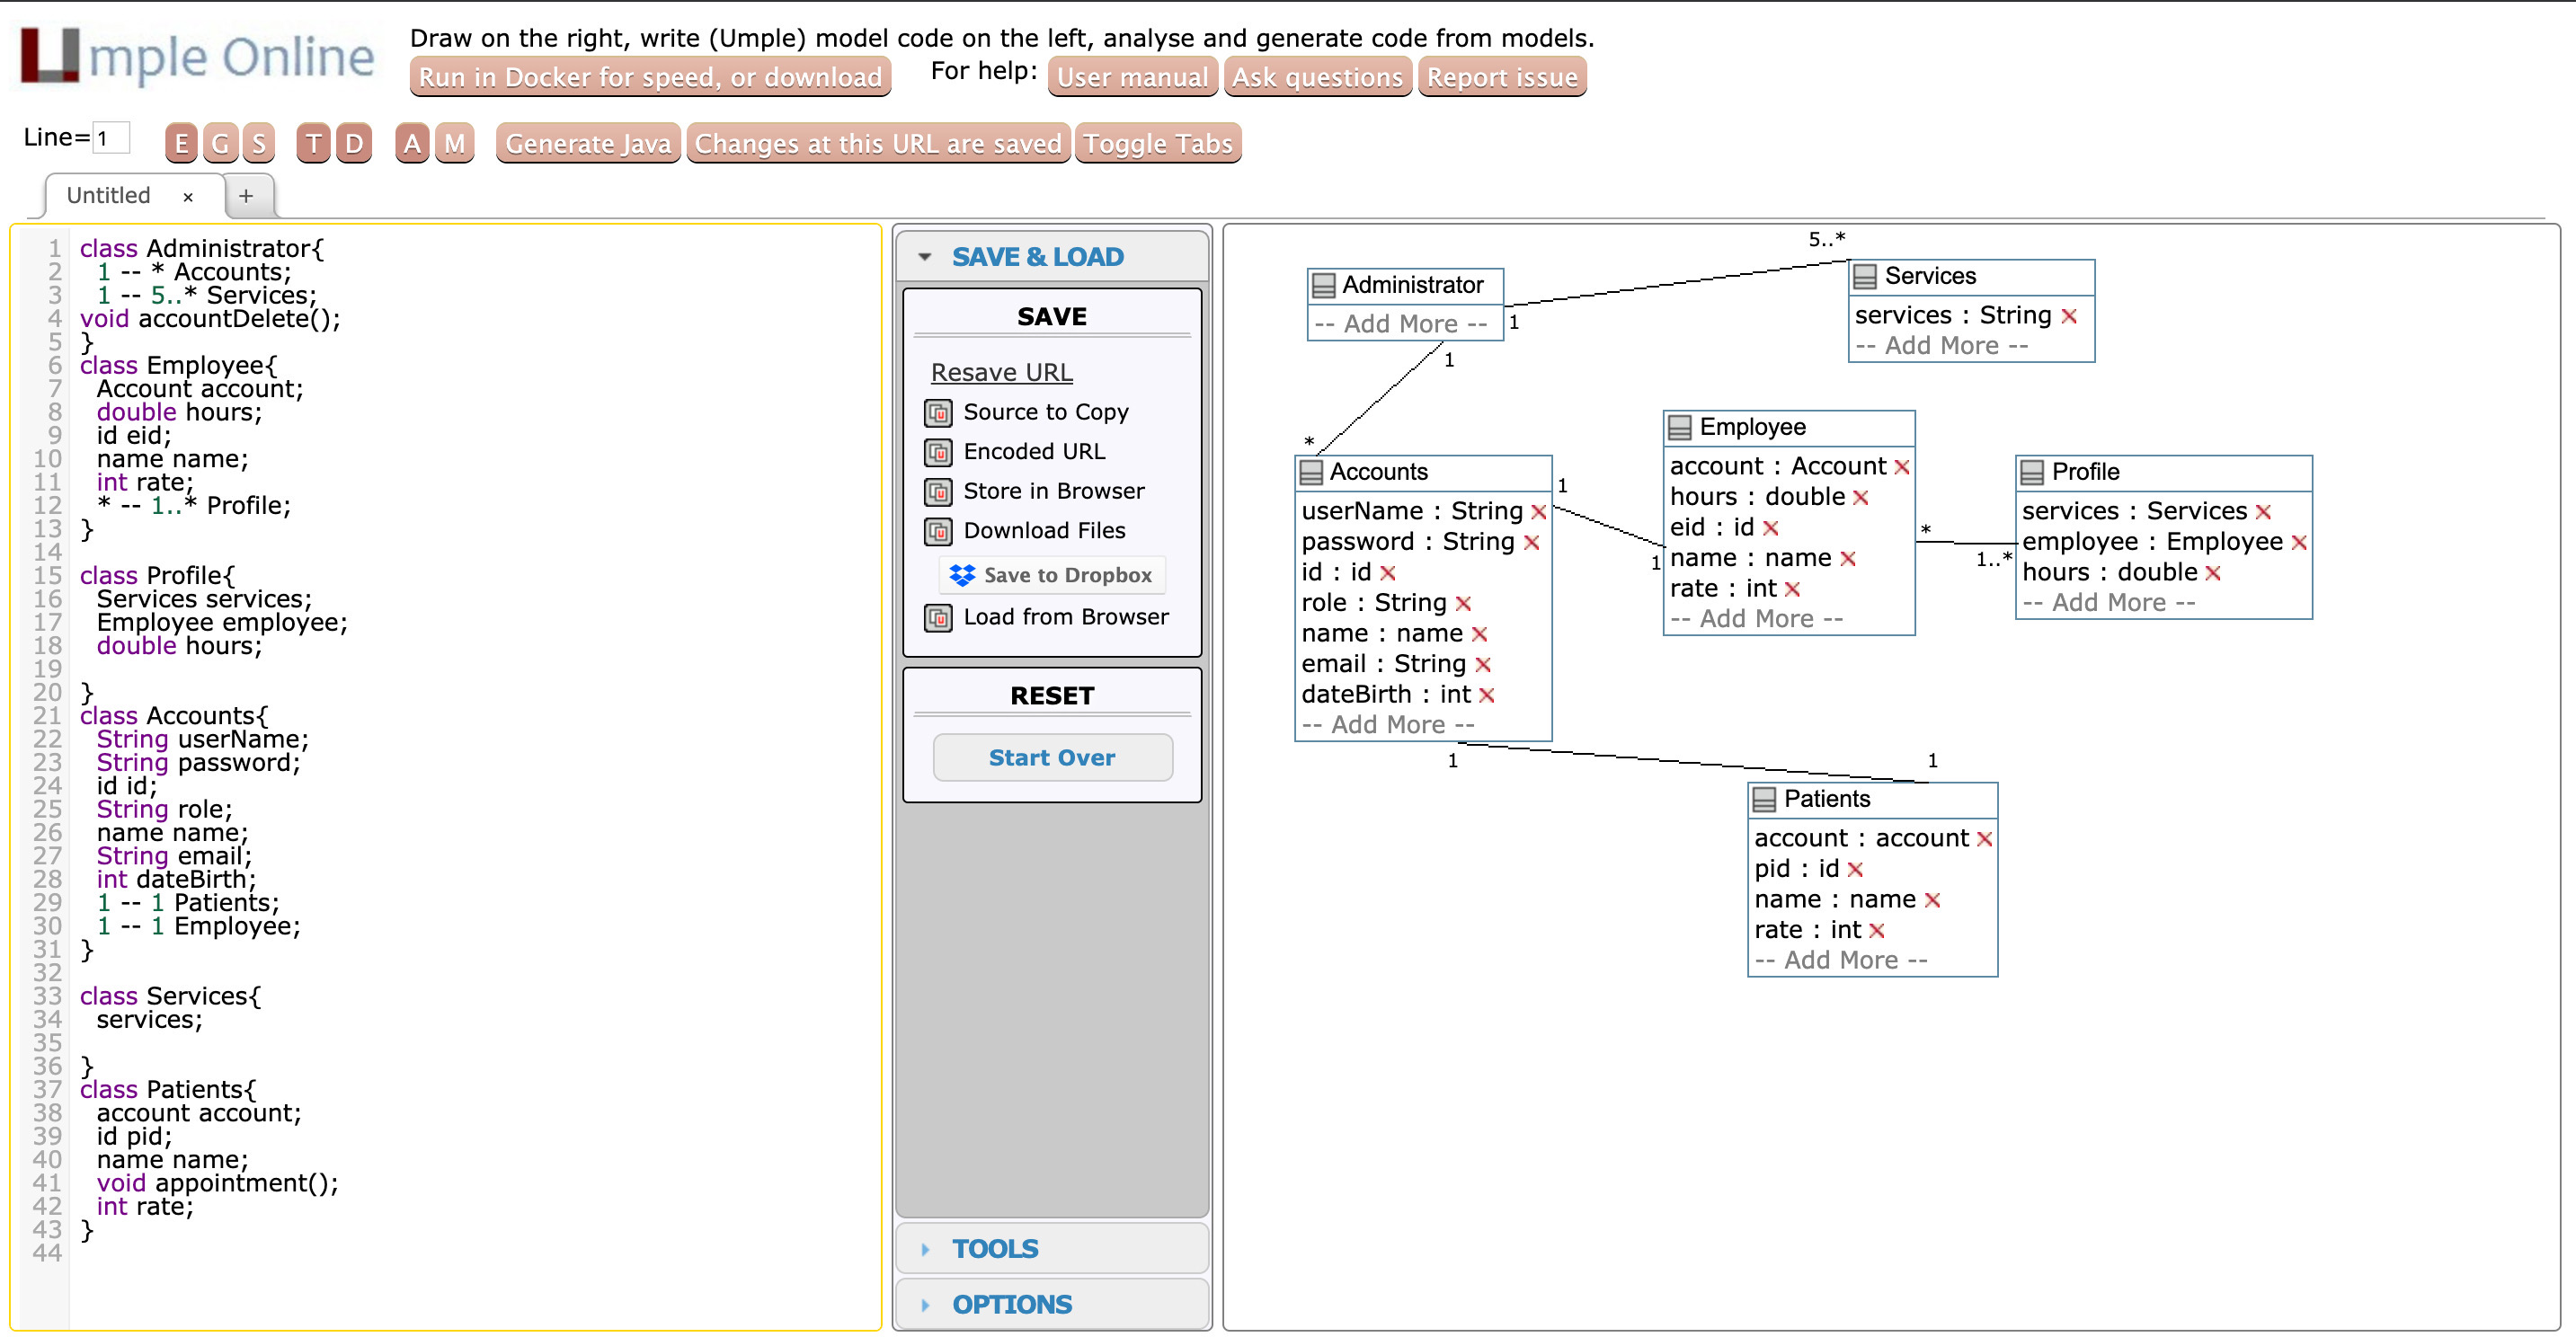 Umple Online
Draw on the right, write (Umple) model code on the left, analyse and generate code from models.
Run in Docker for speed, or download For help: User manual Ask questions Report issue
Line= 1 E G S T D A M Generate Java Changes at this URL are saved Toggle Tabs
Untitled × +
1 class Administrator{
2 1 -- * Accounts;
3 1 -- 5..* Services;
4 void accountDelete();
5 }
6 class Employee{
7 Account account;
8 double hours;
9 id eid;
10 name name;
11 int rate;
12 * -- 1..* Profile;
13 }
14
15 class Profile{
16 Services services;
17 Employee employee;
18 double hours;
19
20 }
21 class Accounts{
22 String userName;
23 String password;
24 id id;
25 String role;
26 name name;
27 String email;
28 int dateBirth;
29 1 -- 1 Patients;
30 1 -- 1 Employee;
31 }
32
33 class Services{
34 services;
35
36 }
37 class Patients{
38 account account;
39 id pid;
40 name name;
41 void appointment();
42 int rate;
43 }
44
SAVE & LOAD
SAVE
Resave URL
Source to Copy
Encoded URL
Store in Browser
Download Files
Save to Dropbox
Load from Browser
RESET
Start Over
TOOLS
OPTIONS
Administrator
-- Add More --
1
1
5..*
Services
services : String
-- Add More --
*
Accounts
userName : String
password : String
id : id
role : String
name : name
email : String
dateBirth : int
-- Add More --
1
1
Employee
account : Account
hours : double
eid : id
name : name
rate : int
-- Add More --
*
1..*
Profile
services : Services
employee : Employee
hours : double
-- Add More --
1
1
Patients
account : account
pid : id
name : name
rate : int
-- Add More --